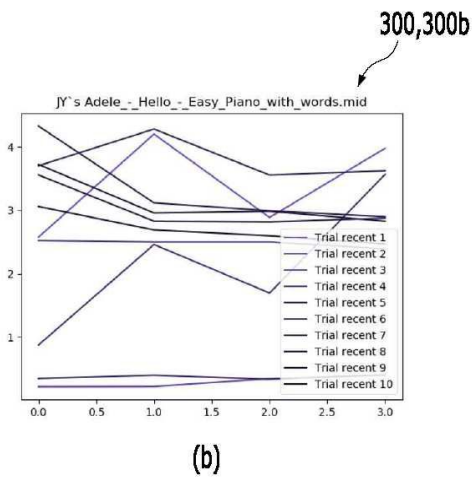 300,300b
JY`s Adele_-_Hello_-_Easy_Piano_with_words.mid
4
3
2
1
Trial recent 1
Trial recent 2
Trial recent 3
Trial recent 4
Trial recent 5
Trial recent 6
Trial recent 7
Trial recent 8
Trial recent 9
Trial recent 10
0.0 0.5 1.0 1.5 2.0 2.5 3.0
(b)